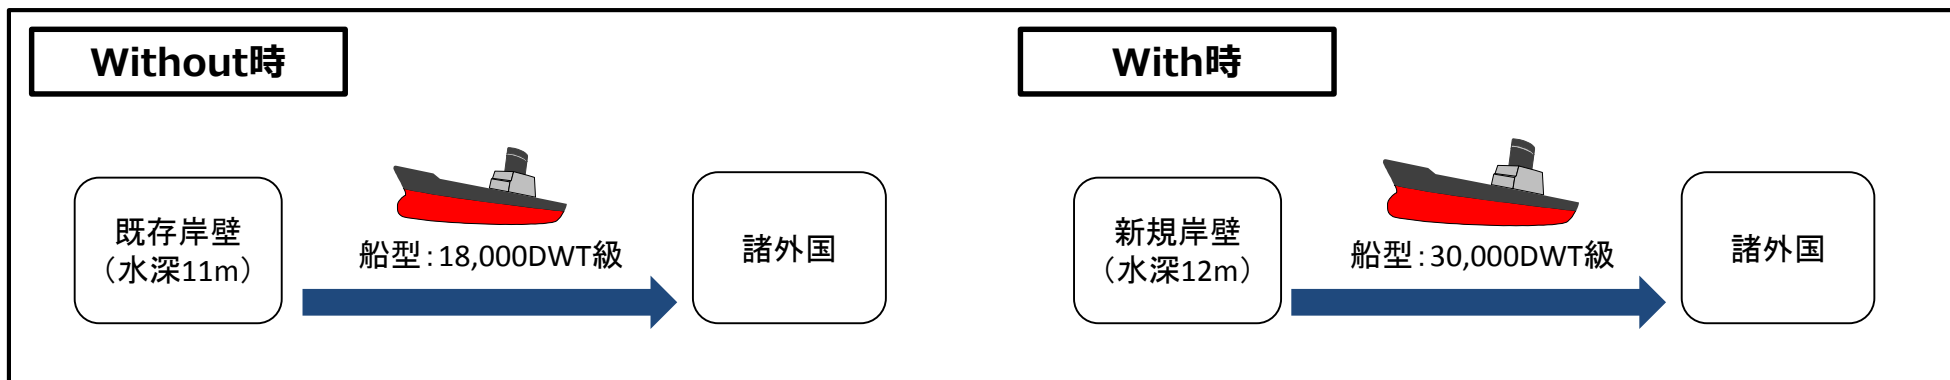 Without時
既存岸壁
（水深11m）
船型：18,000DWT級
諸外国
With時
新規岸壁
（水深12m）
船型：30,000DWT級
諸外国